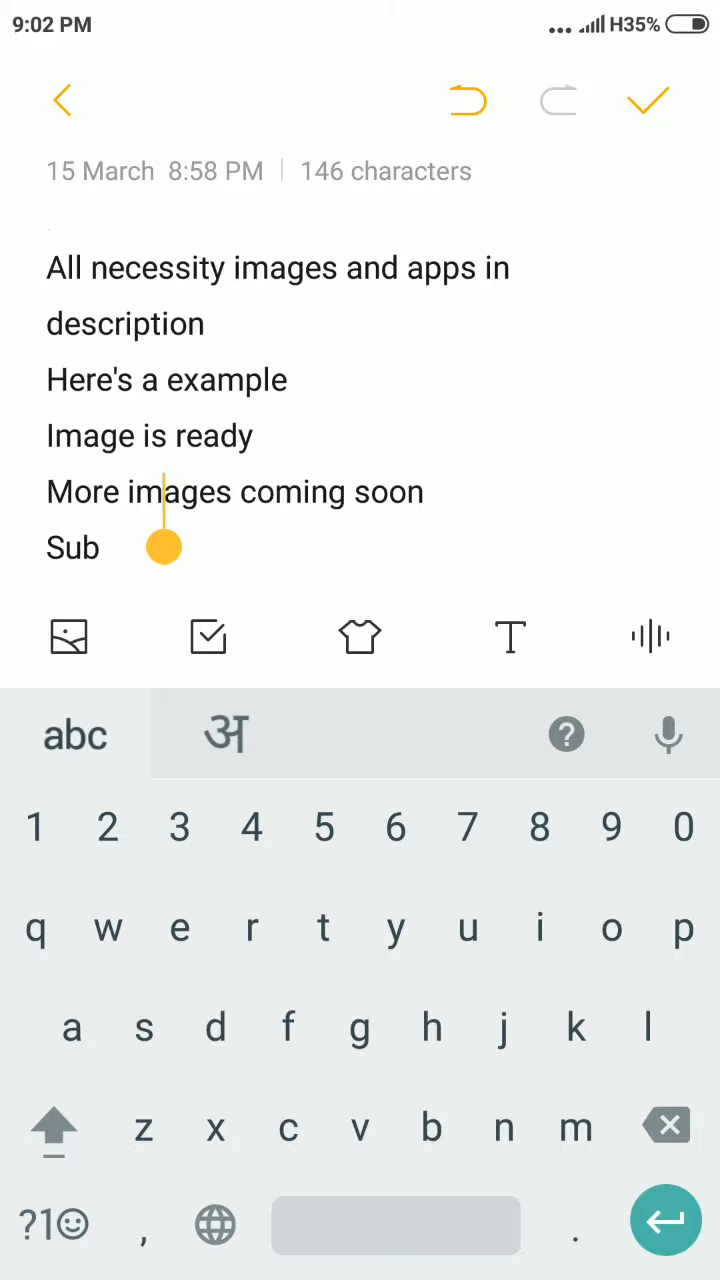 9:02 PM
... H35%
15 March 8:58 PM | 146 characters
All necessity images and apps in
description
Here's a example
Image is ready
More images coming soon
Sub
T
abc अ ?
1 2 3 4 5 6 7 8 9 0
q w e r t y u i o p
a s d f g h j k l
z x c v b n m
?1☺ , .